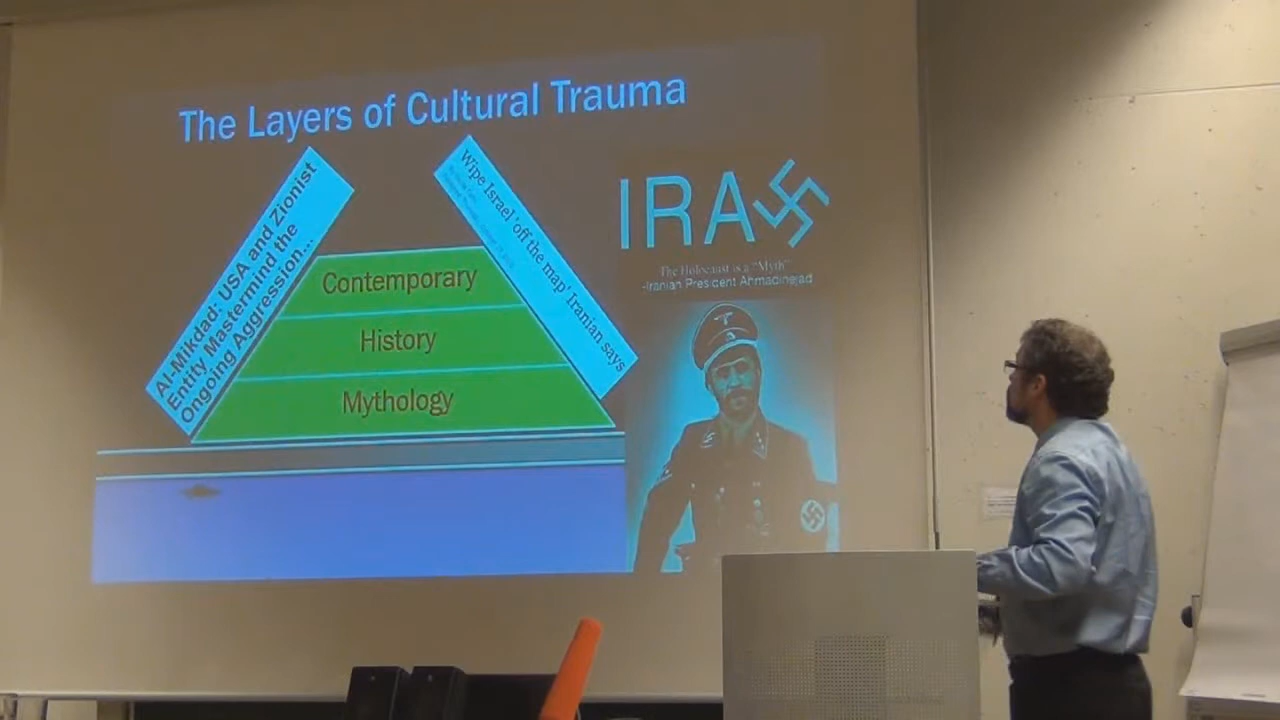 The Layers of Cultural Trauma
Al-Mikdad: USA and Zionist
Entity Mastermind the
Ongoing Aggression...
Wipe Israel 'off the map' Iranian says
Contemporary
History
Mythology
IRA
The Holocaust is a "Myth"
-Iranian President Ahmadinejad